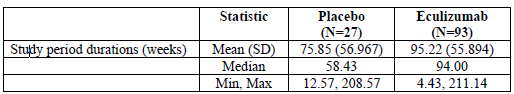 Statistic Placebo (N=27) Eculizumab (N=93)
Study period durations (weeks) Mean (SD) 75.85 (56.967) 95.22 (55.894)
Median 58.43 94.00
Min, Max 12.57, 208.57 4.43, 211.14